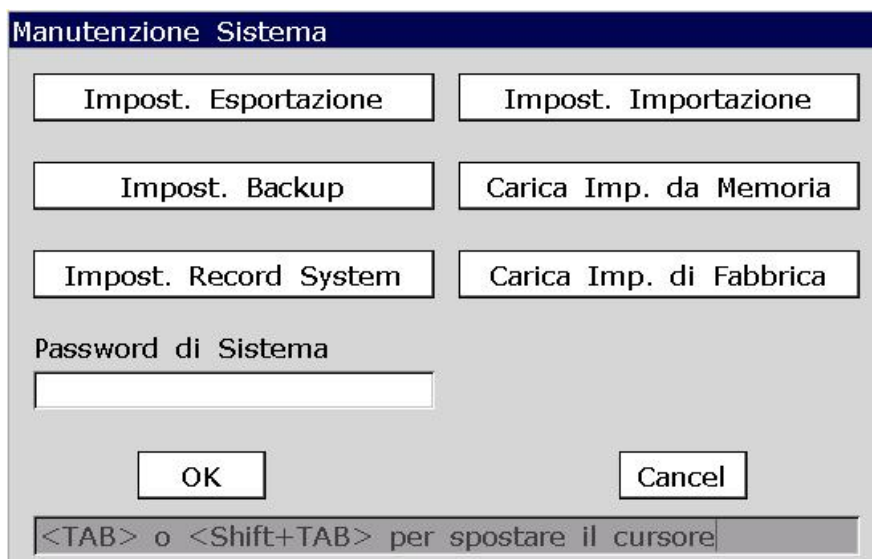 Manutenzione Sistema
Impost. Esportazione
Impost. Importazione
Impost. Backup
Carica Imp. da Memoria
Impost. Record System
Carica Imp. di Fabbrica
Password di Sistema
OK
Cancel
<TAB> o <Shift+TAB> per spostare il cursore